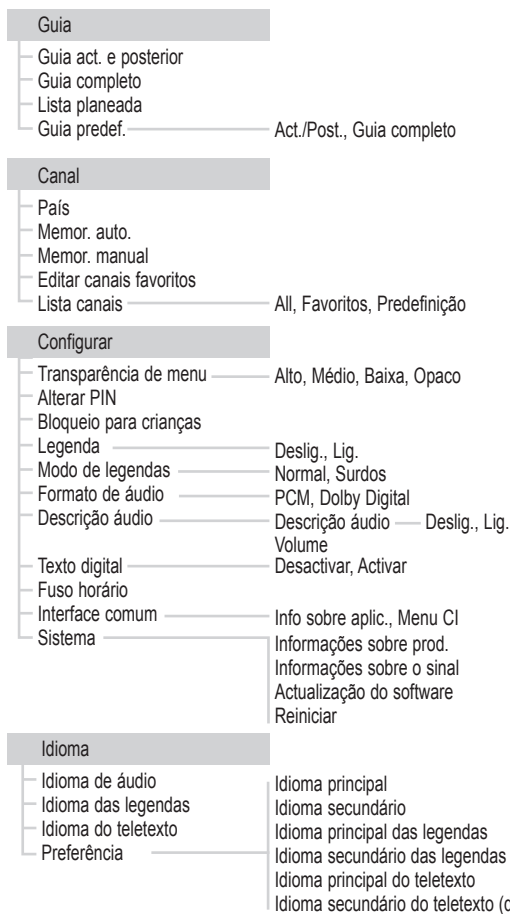 Guia
Guia act. e posterior
Guia completo
Lista planeada
Guia predef. Act./Post., Guia completo
Canal
País
Memor. auto.
Memor. manual
Editar canais favoritos
Lista canais All, Favoritos, Predefinição
Configurar
Transparência de menu Alto, Médio, Baixa, Opaco
Alterar PIN
Bloqueio para crianças
Legenda Deslig., Lig.
Modo de legendas Normal, Surdos
Formato de áudio PCM, Dolby Digital
Descrição áudio Descrição áudio Deslig., Lig.
Volume
Texto digital Desactivar, Activar
Fuso horário
Interface comum Info sobre aplic., Menu CI
Sistema Informações sobre prod.
Informações sobre o sinal
Actualização do software
Reiniciar
Idioma
Idioma de áudio Idioma principal
Idioma das legendas Idioma secundário
Idioma do teletexto Idioma principal das legendas
Preferência Idioma secundário das legendas
Idioma principal do teletexto
Idioma secundário do teletexto